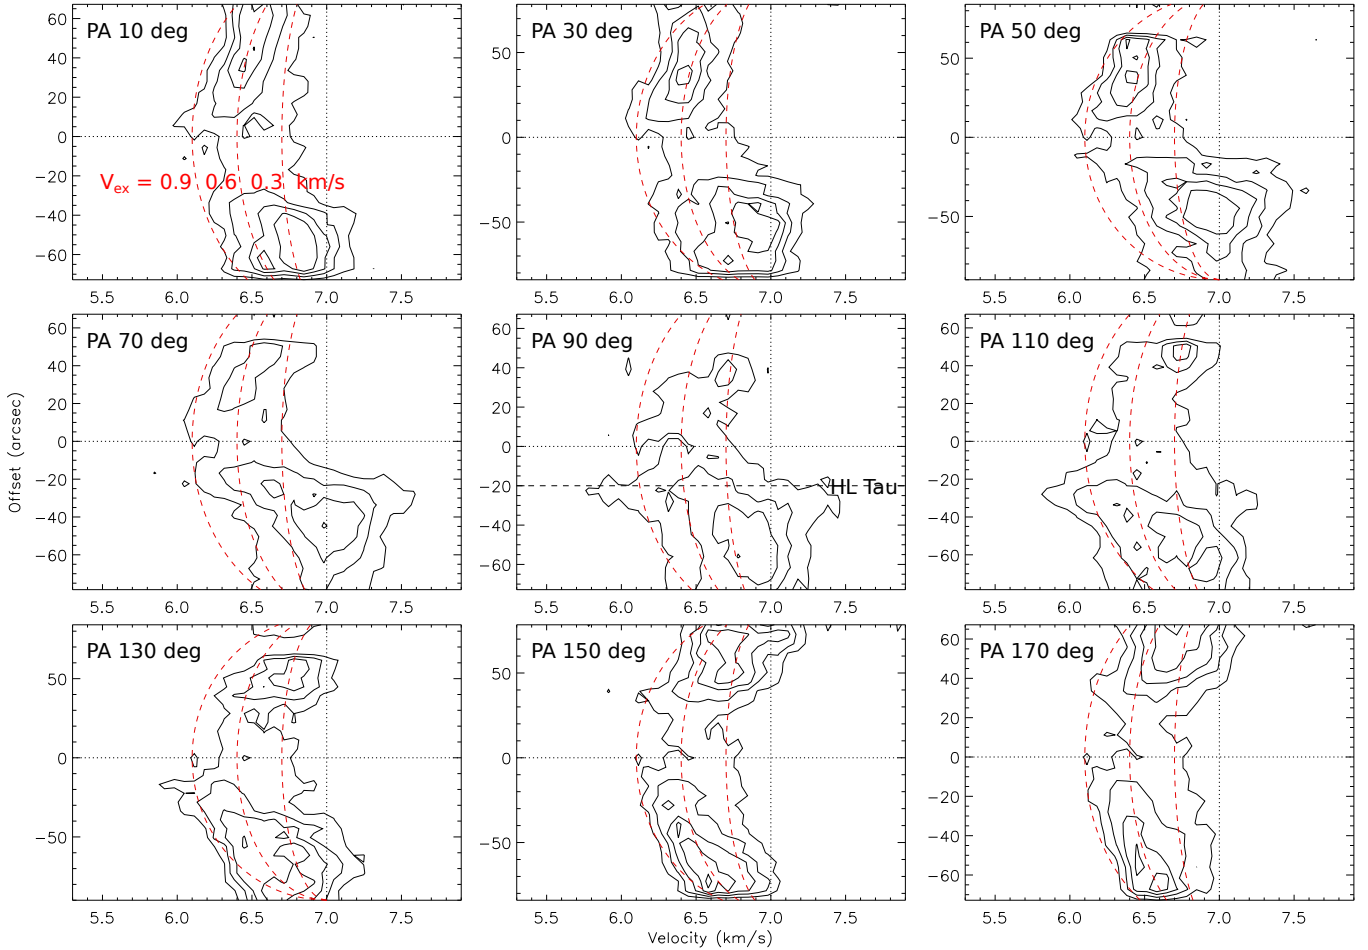 PA 10 deg
60
40
20
0
−20
−40
−60
V_ex = 0.9 0.6 0.3 km/s
5.5 6.0 6.5 7.0 7.5
PA 30 deg
50
0
−50
5.5 6.0 6.5 7.0 7.5
PA 50 deg
50
0
−50
5.5 6.0 6.5 7.0 7.5
PA 70 deg
60
40
20
0
−20
−40
−60
Offset (arcsec)
5.5 6.0 6.5 7.0 7.5
PA 90 deg
60
40
20
0
−20
−40
−60
HL Tau
5.5 6.0 6.5 7.0 7.5
PA 110 deg
60
40
20
0
−20
−40
−60
5.5 6.0 6.5 7.0 7.5
PA 130 deg
50
0
−50
5.5 6.0 6.5 7.0 7.5
PA 150 deg
50
0
−50
5.5 6.0 6.5 7.0 7.5
Velocity (km/s)
PA 170 deg
60
40
20
0
−20
−40
−60
5.5 6.0 6.5 7.0 7.5